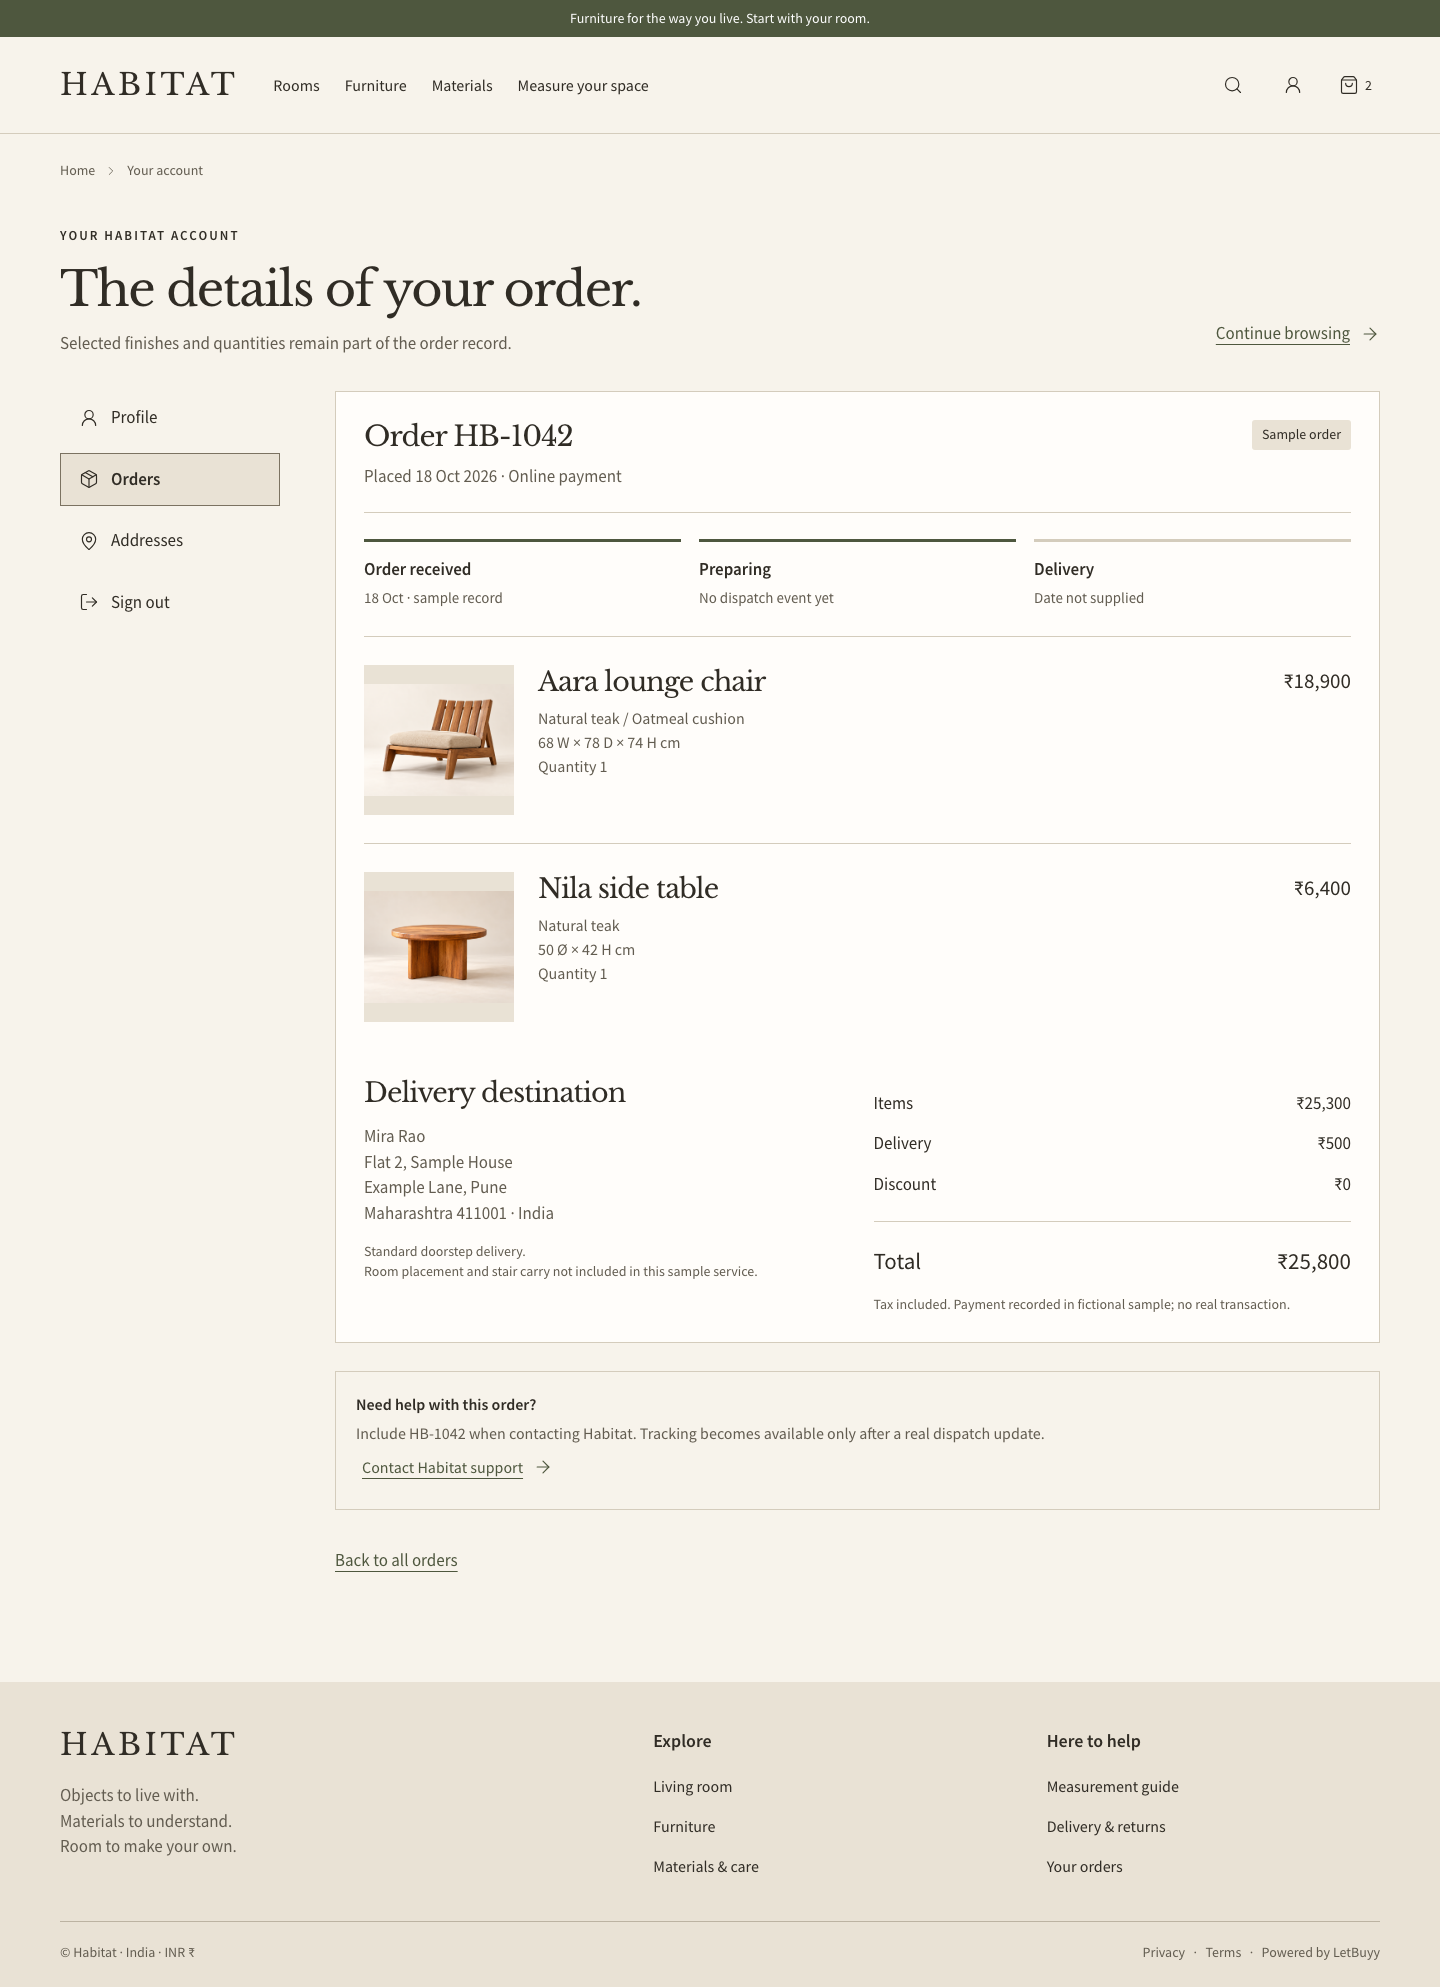 Furniture for the way you live. Start with your room.
HABITAT
Rooms
Furniture
Materials
Measure your space
2
Home
Your account
YOUR HABITAT ACCOUNT
The details of your order.
Selected finishes and quantities remain part of the order record.
Continue browsing
Profile
Orders
Addresses
Sign out
Order HB-1042
Sample order
Placed 18 Oct 2026 · Online payment
Order received
18 Oct · sample record
Preparing
No dispatch event yet
Delivery
Date not supplied
Aara lounge chair
₹18,900
Natural teak / Oatmeal cushion
68 W × 78 D × 74 H cm
Quantity 1
Nila side table
₹6,400
Natural teak
50 Ø × 42 H cm
Quantity 1
Delivery destination
Mira Rao
Flat 2, Sample House
Example Lane, Pune
Maharashtra 411001 · India
Standard doorstep delivery.
Room placement and stair carry not included in this sample service.
Items ₹25,300
Delivery ₹500
Discount ₹0
Total ₹25,800
Tax included. Payment recorded in fictional sample; no real transaction.
Need help with this order?
Include HB-1042 when contacting Habitat. Tracking becomes available only after a real dispatch update.
Contact Habitat support
Back to all orders
HABITAT
Objects to live with.
Materials to understand.
Room to make your own.
Explore
Living room
Furniture
Materials & care
Here to help
Measurement guide
Delivery & returns
Your orders
© Habitat · India · INR ₹
Privacy · Terms · Powered by LetBuyy